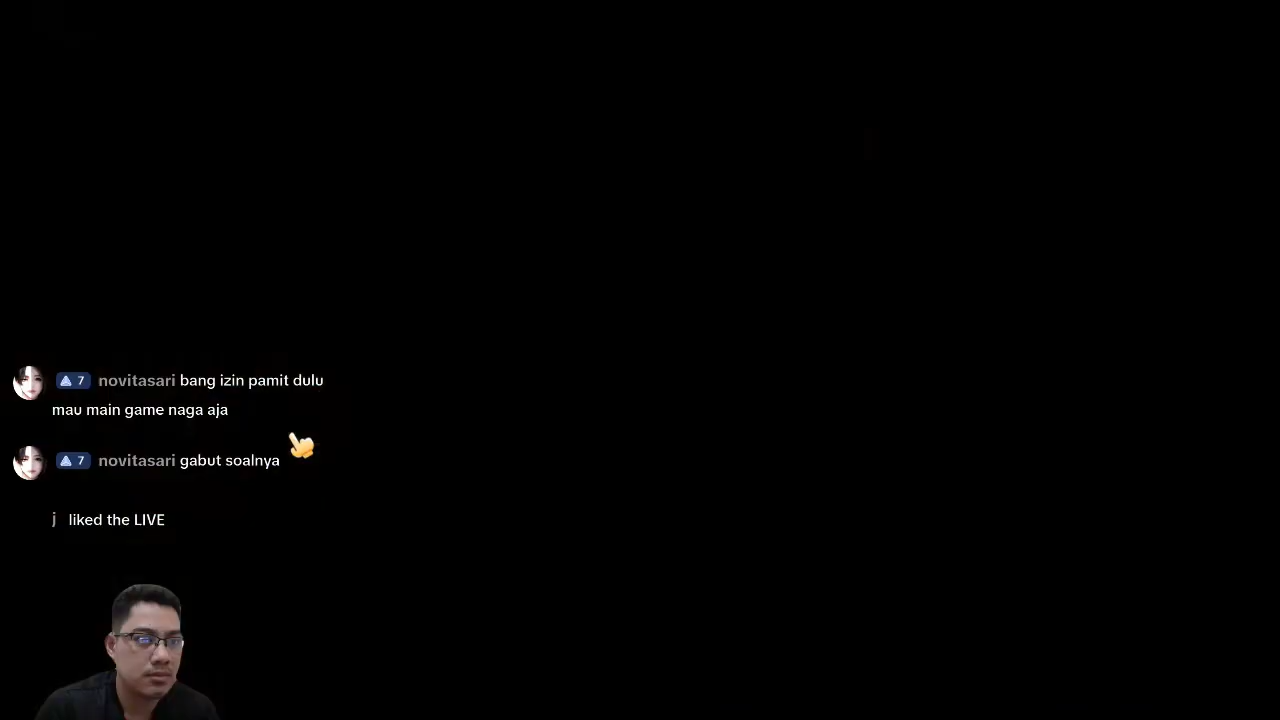 7 novitasari bang izin pamit dulu
mau main game naga aja
7 novitasari gabut soalnya
j liked the LIVE